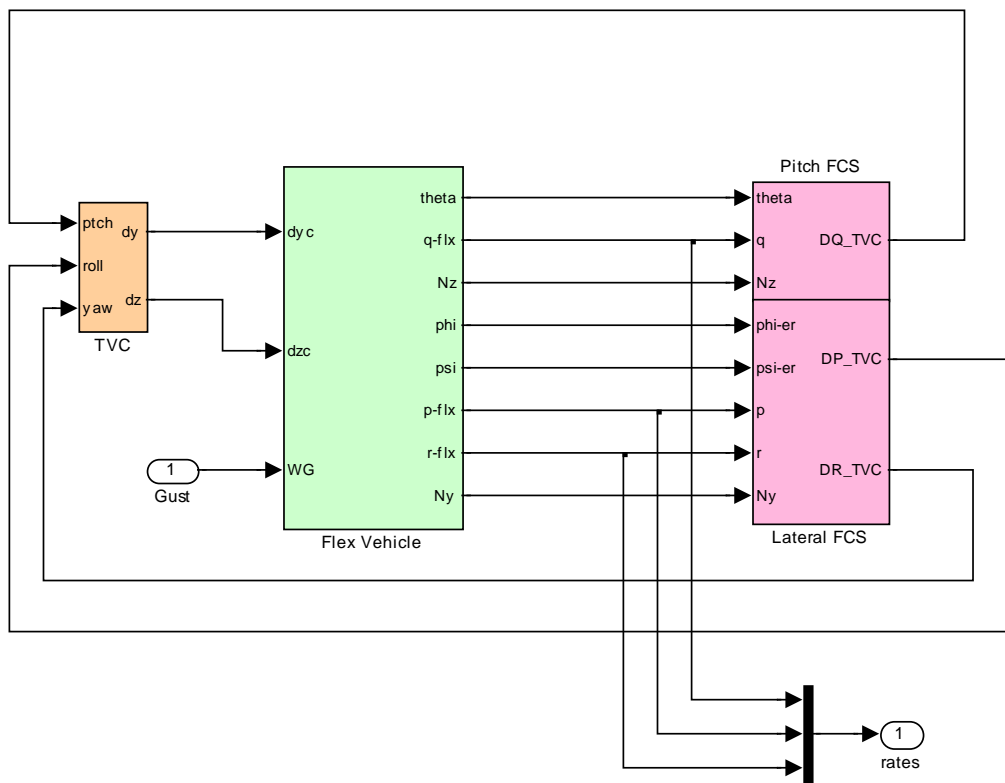 Pitch FCS
ptch
roll
yaw
dy
dz
TVC
dyc
dzc
WG
theta
q-flx
Nz
phi
psi
p-flx
r-flx
Ny
Flex Vehicle
1
Gust
theta
q
Nz
DQ_TVC
phi-er
psi-er
p
r
Ny
DP_TVC
DR_TVC
Lateral FCS
1
rates